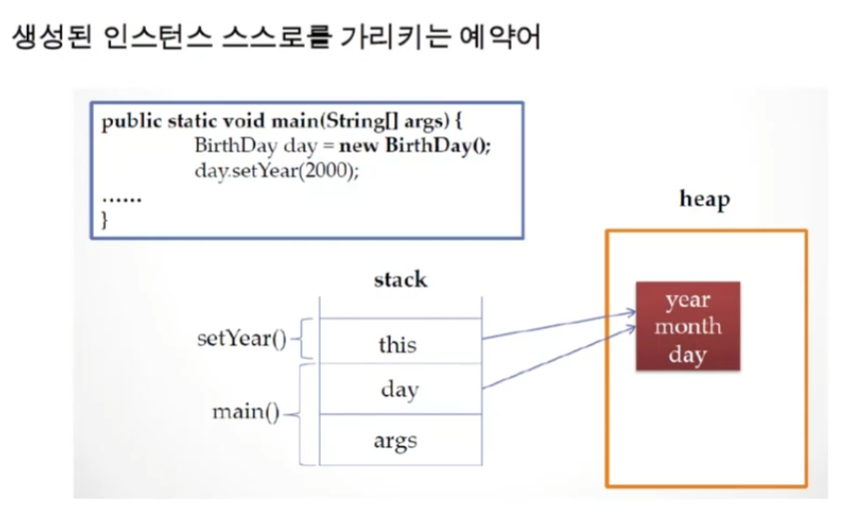 생성된 인스턴스 스스로를 가리키는 예약어
public static void main(String[] args) {
BirthDay day = new BirthDay();
day.setYear(2000);
......
}
heap
stack
year
setYear()
this
month
day
day
main()
args